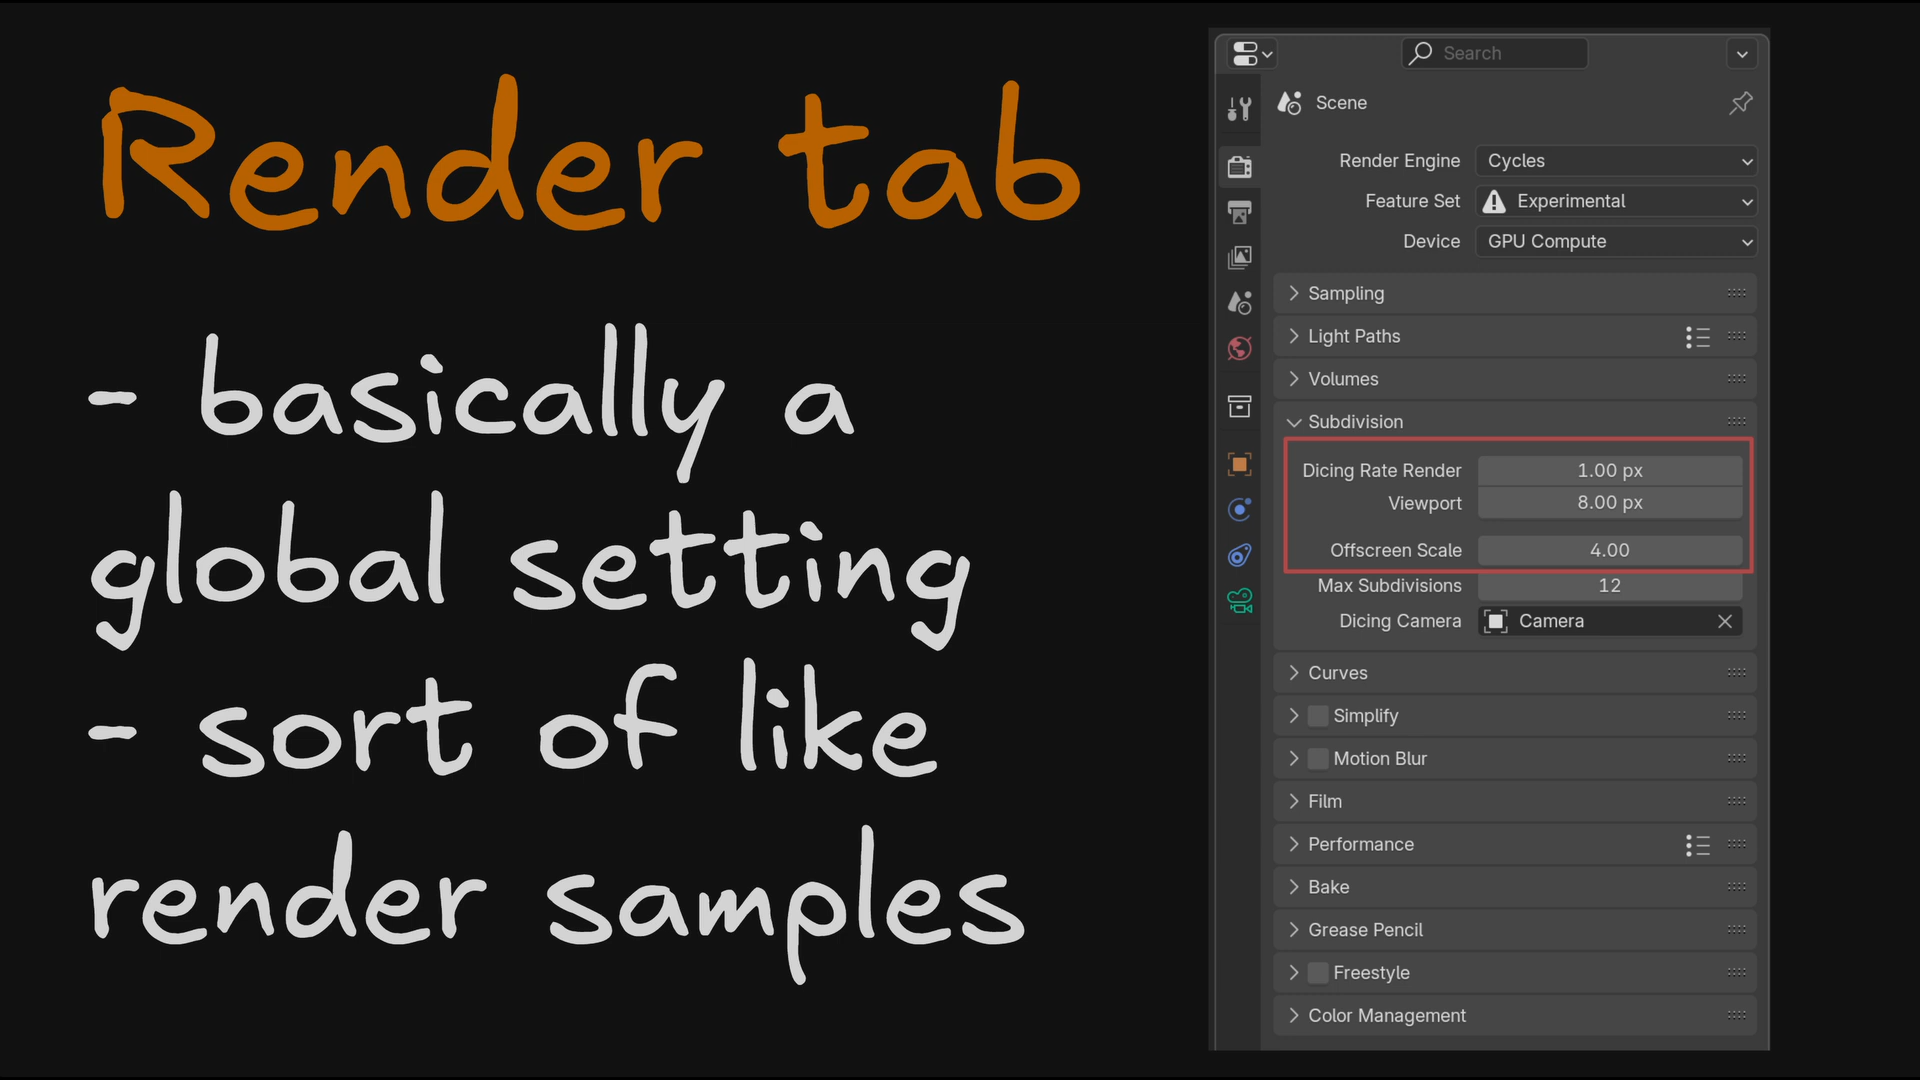 Render tab
- basically a
global setting
- sort of like
render samples
Search
Scene
Render Engine Cycles
Feature Set Experimental
Device GPU Compute
Sampling
Light Paths
Volumes
Subdivision
Dicing Rate Render 1.00 px
Viewport 8.00 px
Offscreen Scale 4.00
Max Subdivisions 12
Dicing Camera Camera
Curves
Simplify
Motion Blur
Film
Performance
Bake
Grease Pencil
Freestyle
Color Management